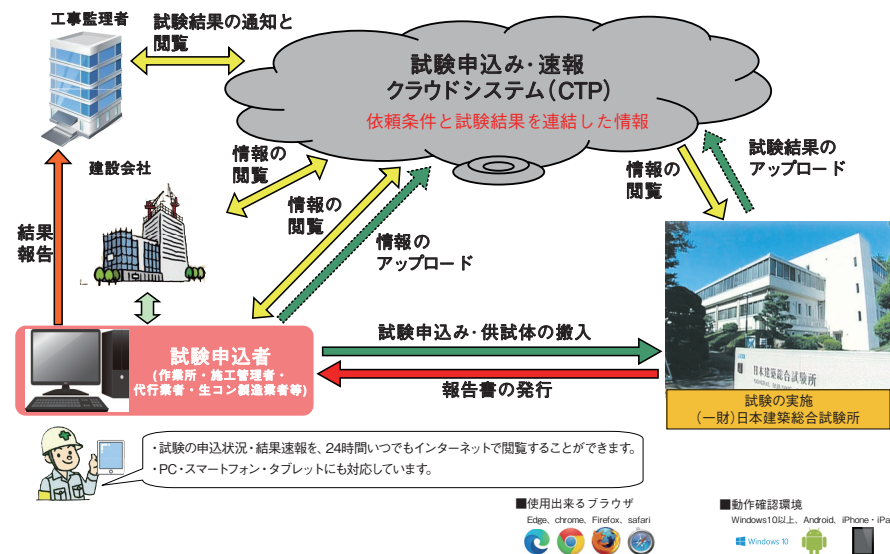 工事監理者
試験結果の通知と
閲覧
試験申込み・速報
クラウドシステム(CTP)
依頼条件と試験結果を連結した情報
情報の
閲覧
建設会社
情報の
閲覧
情報の
アップロード
情報の
閲覧
試験結果の
アップロード
結果
報告
試験申込者
(作業所・施工管理者・
代行業者・生コン製造業者等)
試験申込み・供試体の搬入
報告書の発行
日本建築総合試験所
試験の実施
(一財)日本建築総合試験所
・試験の申込状況・結果速報を、24時間いつでもインターネットで閲覧することができます。
・PC・スマートフォン・タブレットにも対応しています。
■使用出来るブラウザ
Edge、chrome、Firefox、safari
■動作確認環境
Windows10以上、Android、iPhone・iPa
Windows 10